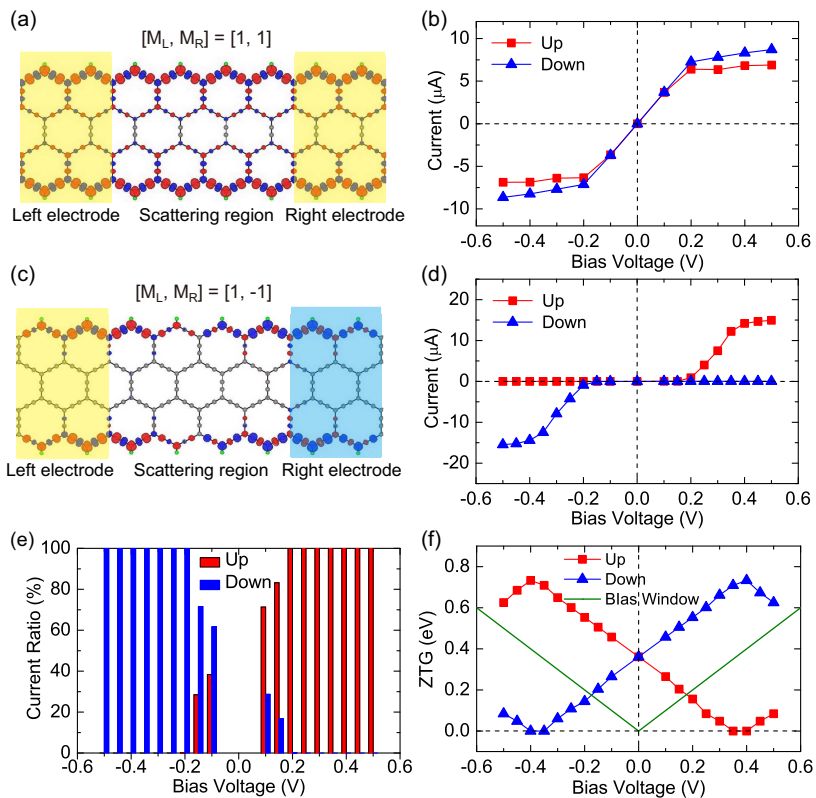 (a)
[M_L, M_R] = [1, 1]
Left electrode Scattering region Right electrode
(b)
Up
Down
10
5
0
-5
-10
Current (μA)
-0.6 -0.4 -0.2 0.0 0.2 0.4 0.6
Bias Voltage (V)
(c)
[M_L, M_R] = [1, -1]
Left electrode Scattering region Right electrode
(d)
Up
Down
20
10
0
-10
-20
Current (μA)
-0.6 -0.4 -0.2 0.0 0.2 0.4 0.6
Bias Voltage (V)
(e)
Up
Down
100
80
60
40
20
0
Current Ratio (%)
-0.6 -0.4 -0.2 0.0 0.2 0.4 0.6
Bias Voltage (V)
(f)
Up
Down
BIas Window
0.8
0.6
0.4
0.2
0.0
ZTG (eV)
-0.6 -0.4 -0.2 0.0 0.2 0.4 0.6
Bias Voltage (V)